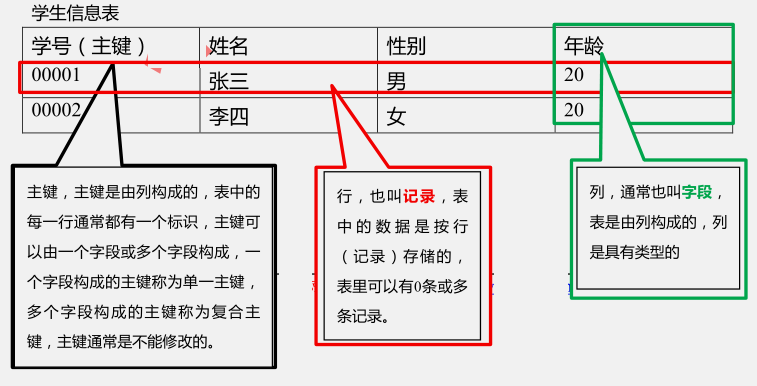 学生信息表
学号（主键） 姓名 性别 年龄
00001 张三 男 20
00002 李四 女 20
主键，主键是由列构成的，表中的
每一行通常都有一个标识，主键可
以由一个字段或多个字段构成，一
个字段构成的主键称为单一主键，
多个字段构成的主键称为复合主
键，主键通常是不能修改的。
行，也叫记录，表
中的数据是按行
（记录）存储的，
表里可以有0条或多
条记录。
列，通常也叫字段，
表是由列构成的，列
是具有类型的